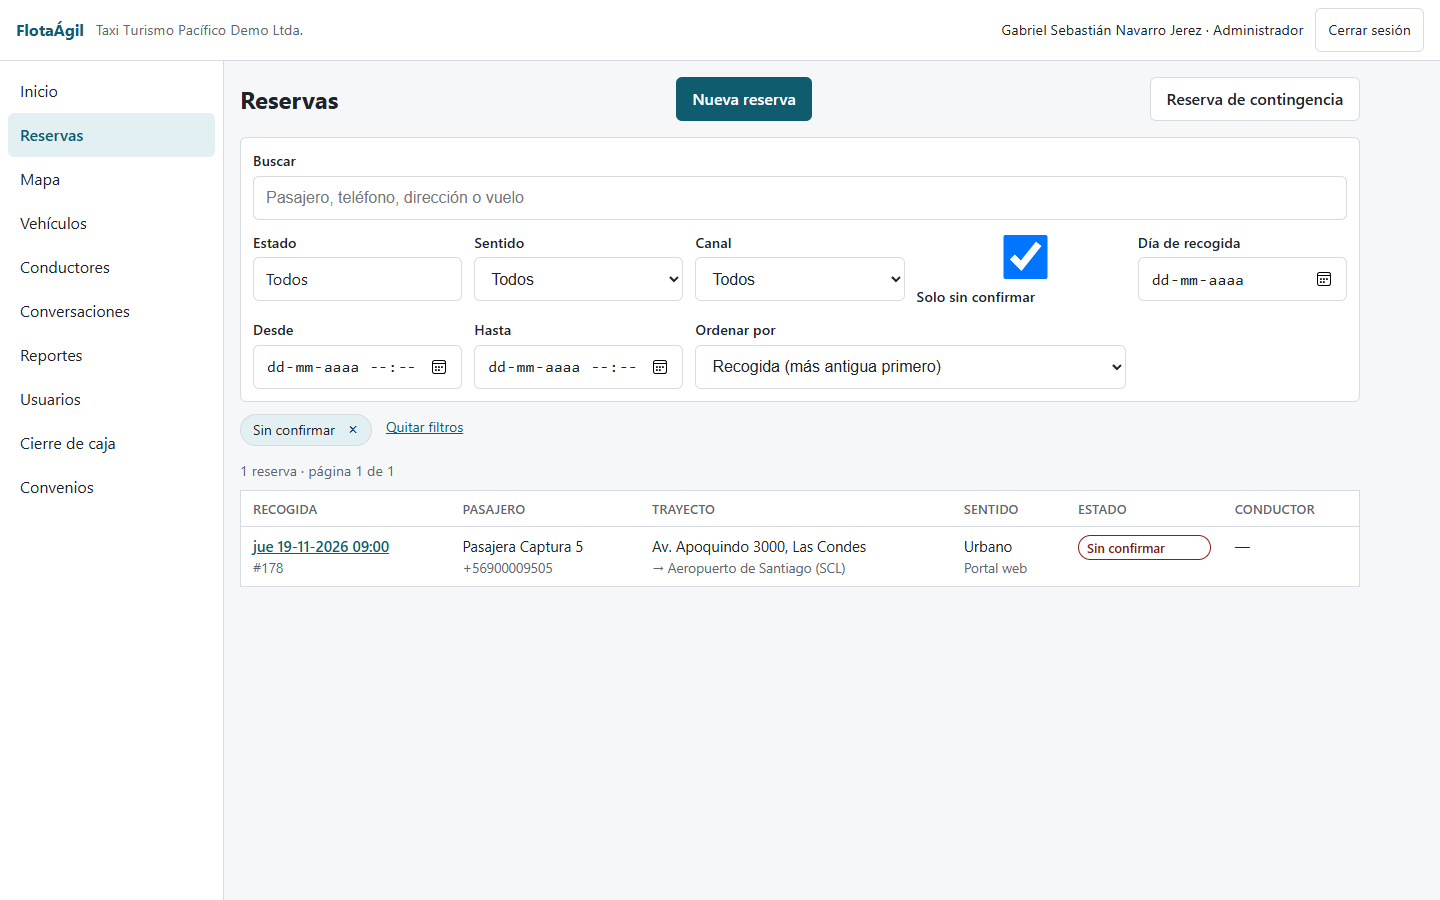 FlotaÁgil Taxi Turismo Pacífico Demo Ltda. Gabriel Sebastián Navarro Jerez · Administrador Cerrar sesión
Inicio
Reservas
Mapa
Vehículos
Conductores
Conversaciones
Reportes
Usuarios
Cierre de caja
Convenios
Reservas Nueva reserva Reserva de contingencia
Buscar
Pasajero, teléfono, dirección o vuelo
Estado Sentido Canal Día de recogida
Todos Todos Todos dd-mm-aaaa
Solo sin confirmar
Desde Hasta Ordenar por
dd-mm-aaaa --:-- dd-mm-aaaa --:-- Recogida (más antigua primero)
Sin confirmar × Quitar filtros
1 reserva · página 1 de 1
RECOGIDA PASAJERO TRAYECTO SENTIDO ESTADO CONDUCTOR
jue 19-11-2026 09:00 Pasajera Captura 5 Av. Apoquindo 3000, Las Condes Urbano Sin confirmar —
#178 +56900009505 → Aeropuerto de Santiago (SCL) Portal web